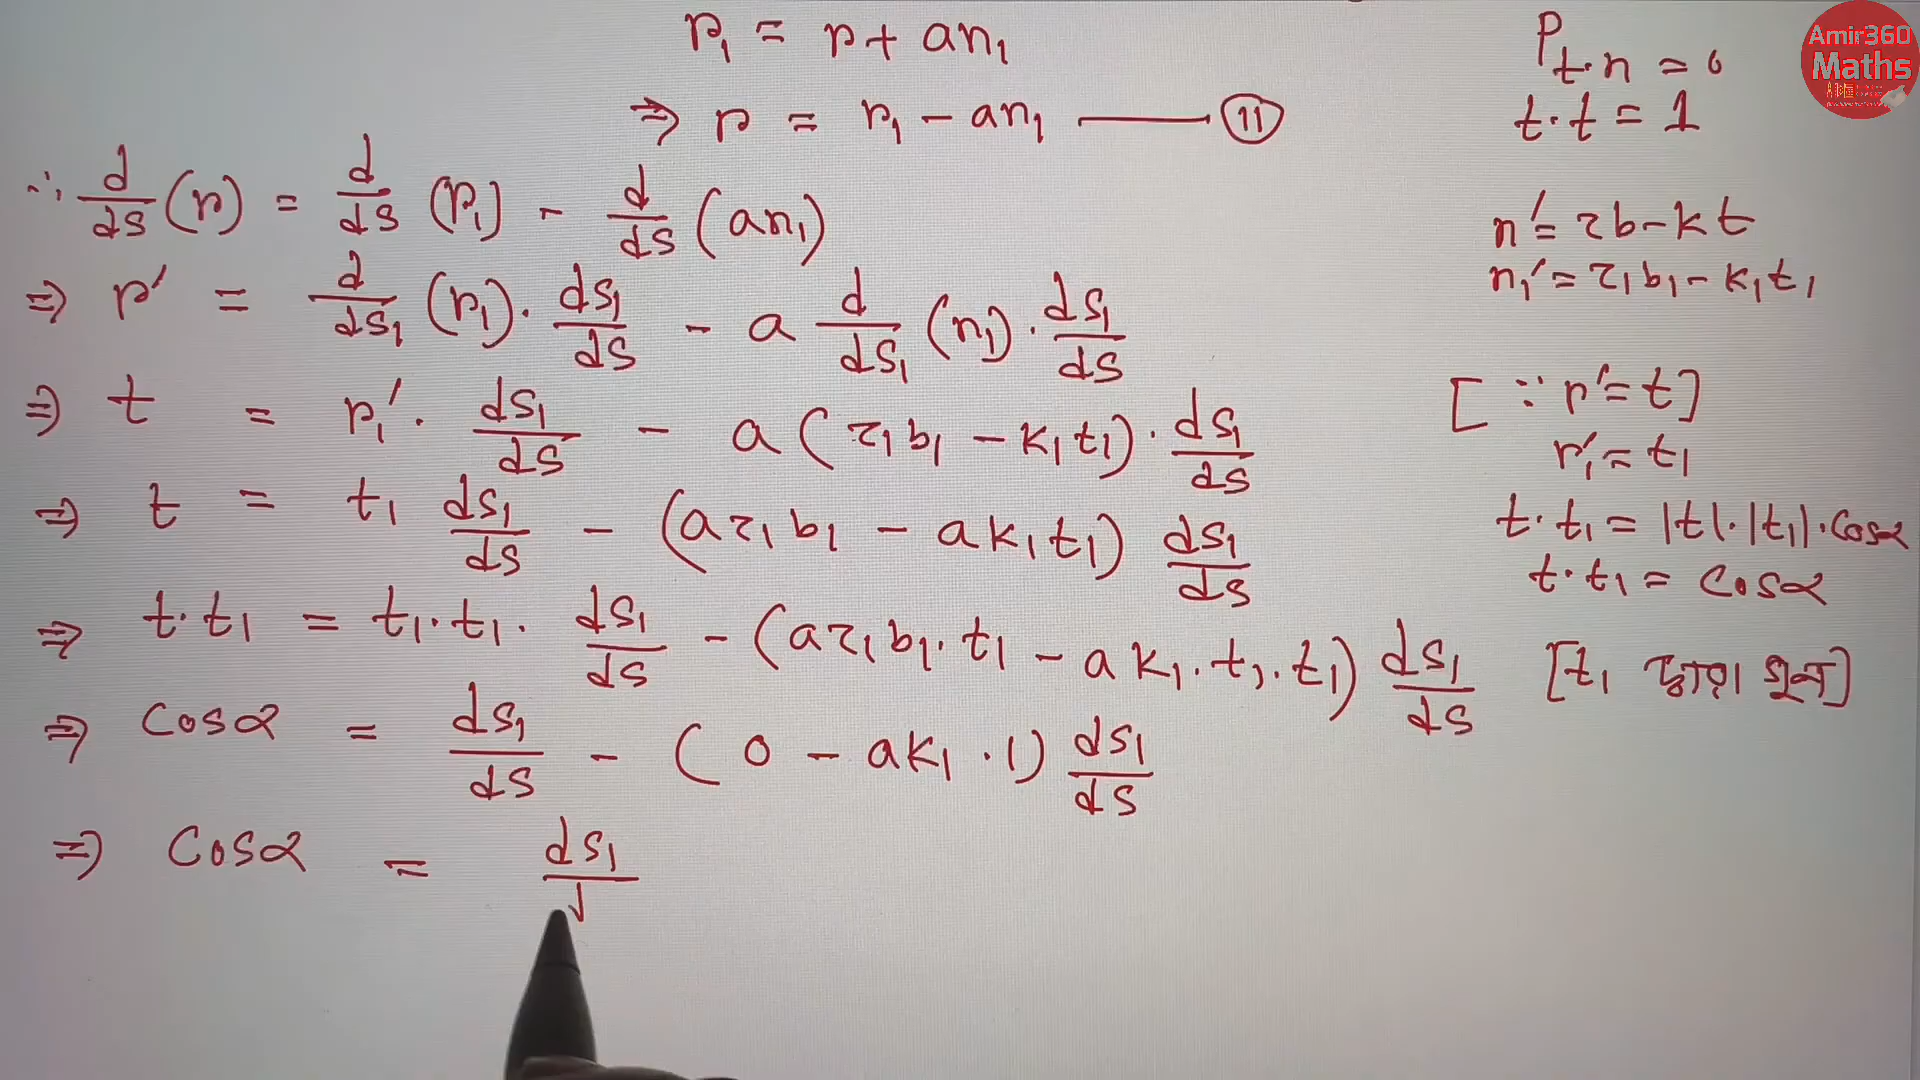 r₁ = r + an₁
⇒ r = r₁ - an₁ —— (11)
∴ d/ds (r) = d/ds (r₁) - d/ds (an₁)
⇒ r' = d/ds₁ (r₁) · ds₁/ds - a d/ds₁ (n₁) · ds₁/ds
⇒ t = r₁' · ds₁/ds - a (τ₁b₁ - k₁t₁) · ds₁/ds
⇒ t = t₁ ds₁/ds - (aτ₁b₁ - ak₁t₁) ds₁/ds
⇒ t·t₁ = t₁·t₁ · ds₁/ds - (aτ₁b₁·t₁ - ak₁·t₁·t₁) ds₁/ds [t₁ দ্বারা গুন]
⇒ Cosα = ds₁/ds - (0 - ak₁·1) ds₁/ds
⇒ Cosα = ds₁/d
t·n = 0
t·t = 1
n' = τb - kt
n₁' = τ₁b₁ - k₁t₁
[∵ r' = t]
r₁' = t₁
t·t₁ = |t|·|t₁|·Cosα
t·t₁ = Cosα
Amir360
Maths